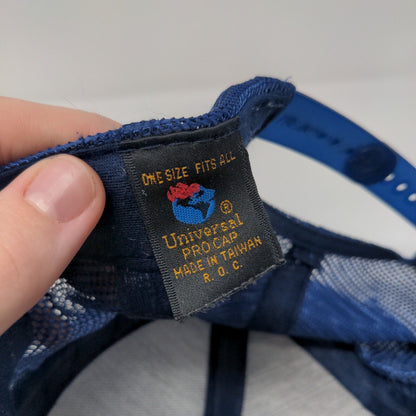 ONE SIZE FITS ALL
®
Universal
PRO CAP
MADE IN TAIWAN
R. O. C.